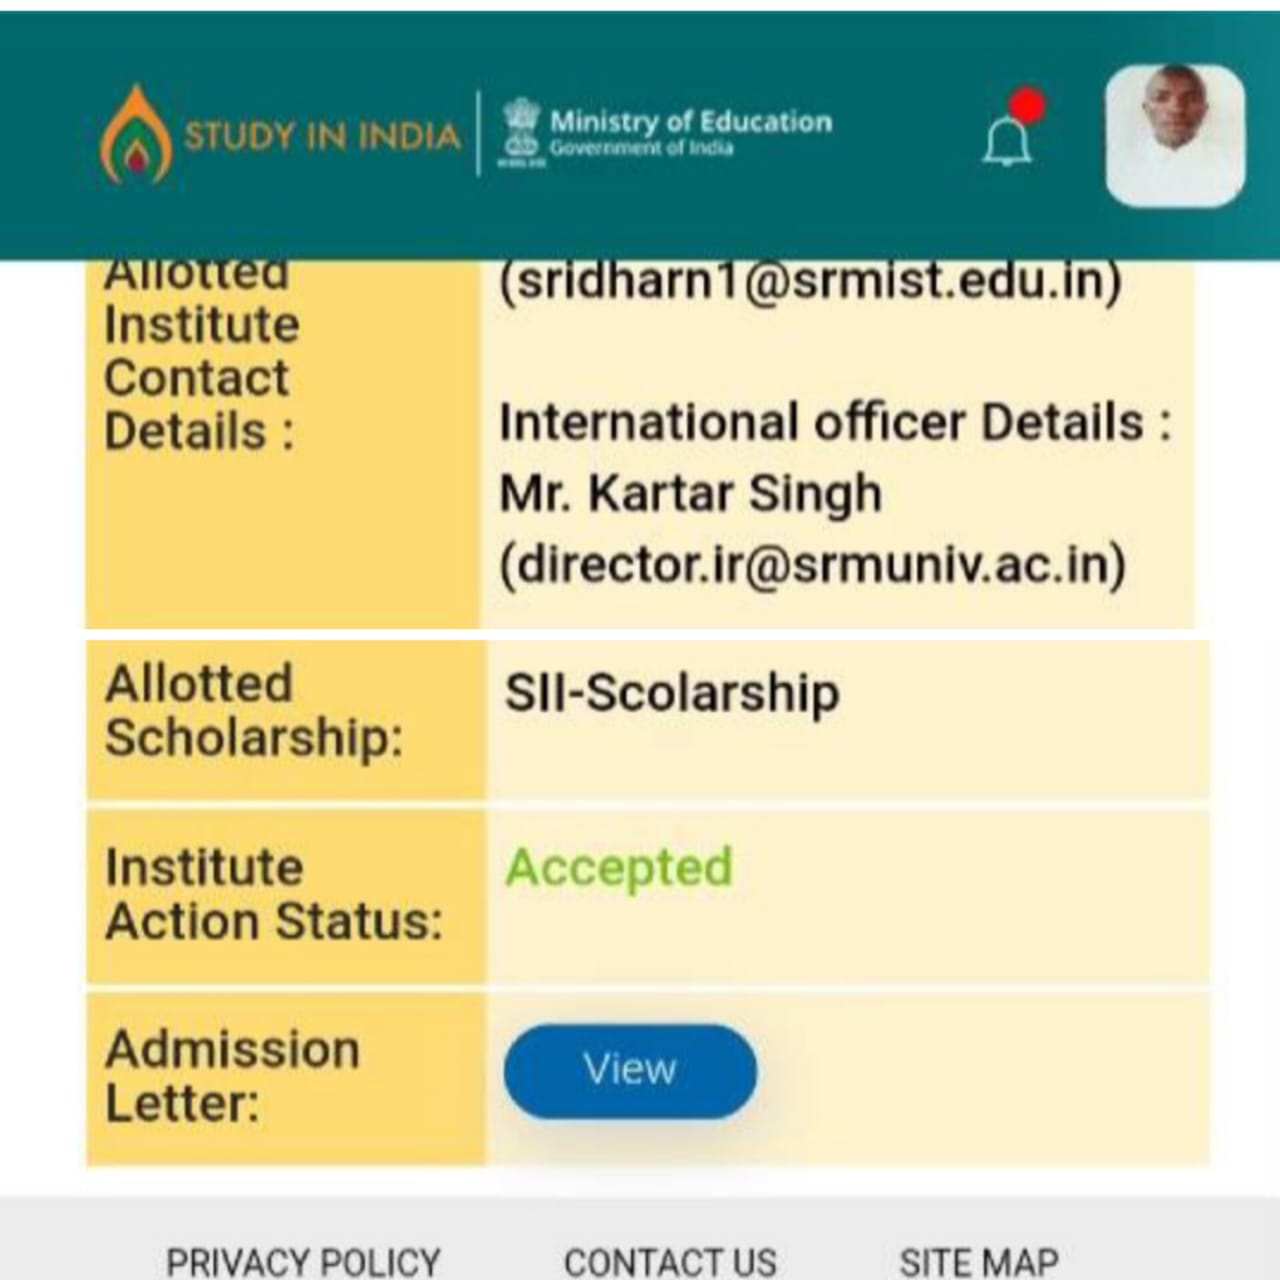 STUDY IN INDIA
Ministry of Education
Government of India
Allotted
Institute
Contact
Details :
(sridharn1@srmist.edu.in)
International officer Details :
Mr. Kartar Singh
(director.ir@srmuniv.ac.in)
Allotted
Scholarship:
SII-Scolarship
Institute
Action Status:
Accepted
Admission
Letter:
View
PRIVACY POLICY
CONTACT US
SITE MAP